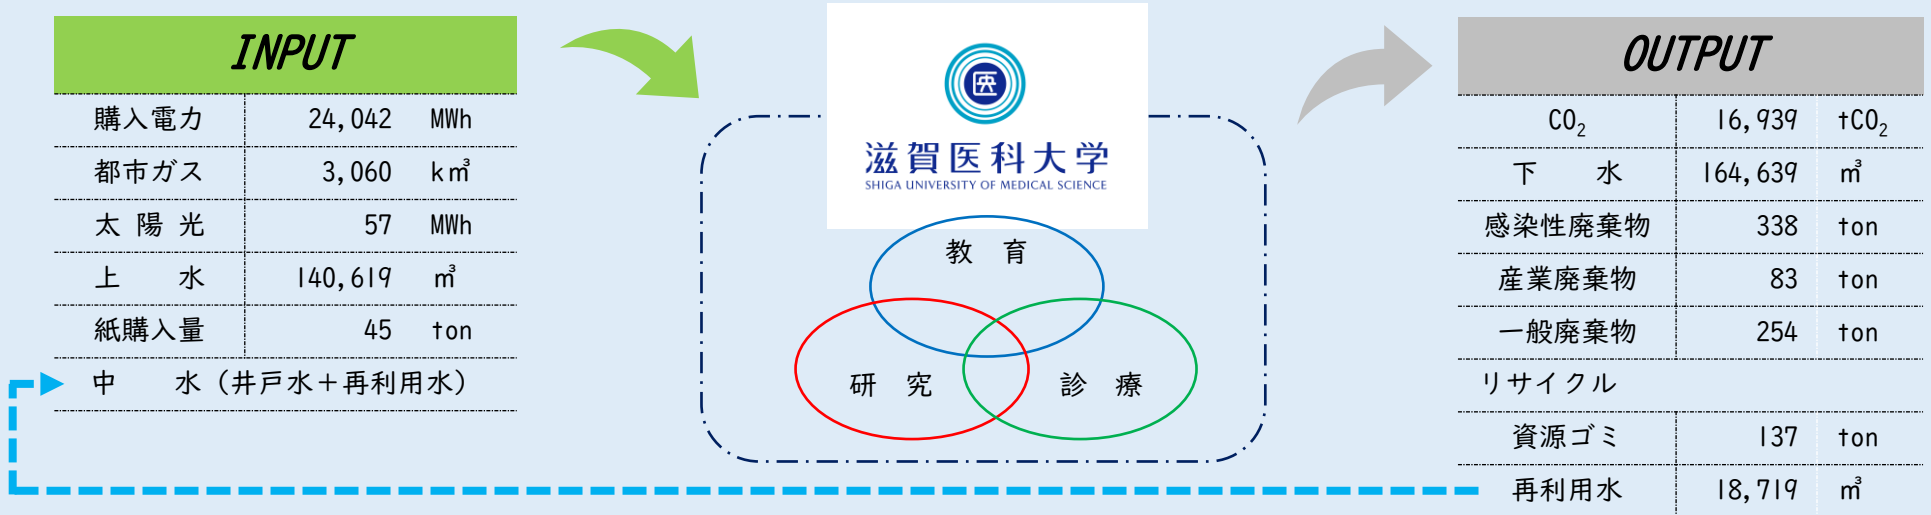 INPUT
購入電力 24,042 MWh
都市ガス 3,060 k㎥
太陽光 57 MWh
上水 140,619 ㎥
紙購入量 45 ton
中水（井戸水＋再利用水）
医
滋賀医科大学
SHIGA UNIVERSITY OF MEDICAL SCIENCE
教育
研究 診療
OUTPUT
CO₂ 16,939 tCO₂
下水 164,639 ㎥
感染性廃棄物 338 ton
産業廃棄物 83 ton
一般廃棄物 254 ton
リサイクル
資源ゴミ 137 ton
再利用水 18,719 ㎥